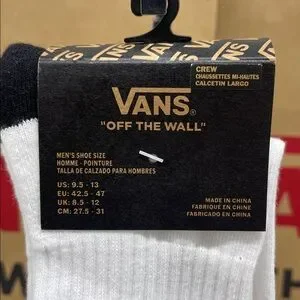 CREW
CHAUSSETTES MI-HAUTES
CALCETIN LARGO
VANS
"OFF THE WALL"
MEN'S SHOE SIZE
HOMME - POINTURE
TALLA DE CALZADO PARA HOMBRES
US: 9.5 - 13
EU: 42.5 - 47
UK: 8.5 - 12
CM: 27.5 - 31
MADE IN CHINA
FABRIQUÉ EN CHINE
FABRICADO EN CHINA